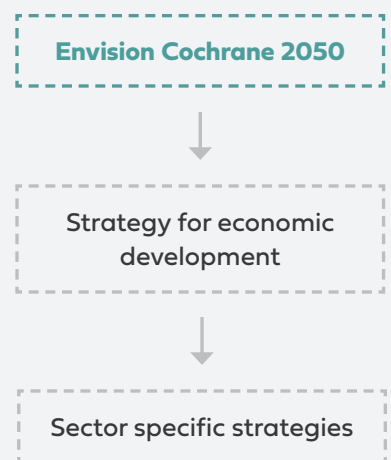 Envision Cochrane 2050
Strategy for economic
development
Sector specific strategies